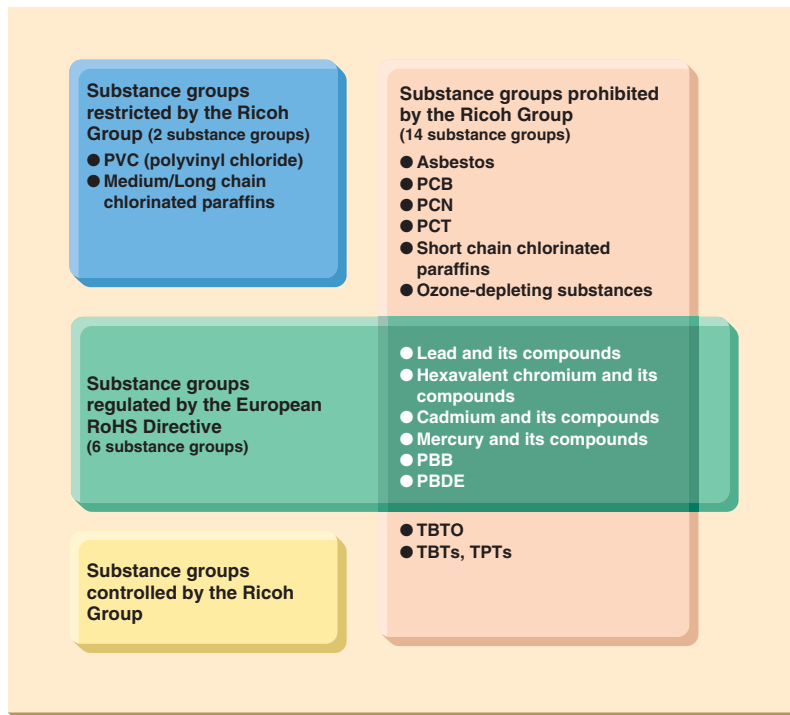 Substance groups
restricted by the Ricoh
Group (2 substance groups)
● PVC (polyvinyl chloride)
● Medium/Long chain
chlorinated paraffins
Substance groups prohibited
by the Ricoh Group
(14 substance groups)
● Asbestos
● PCB
● PCN
● PCT
● Short chain chlorinated
paraffins
● Ozone-depleting substances
Substance groups
regulated by the European
RoHS Directive
(6 substance groups)
● Lead and its compounds
● Hexavalent chromium and its
compounds
● Cadmium and its compounds
● Mercury and its compounds
● PBB
● PBDE
● TBTO
● TBTs, TPTs
Substance groups
controlled by the Ricoh
Group